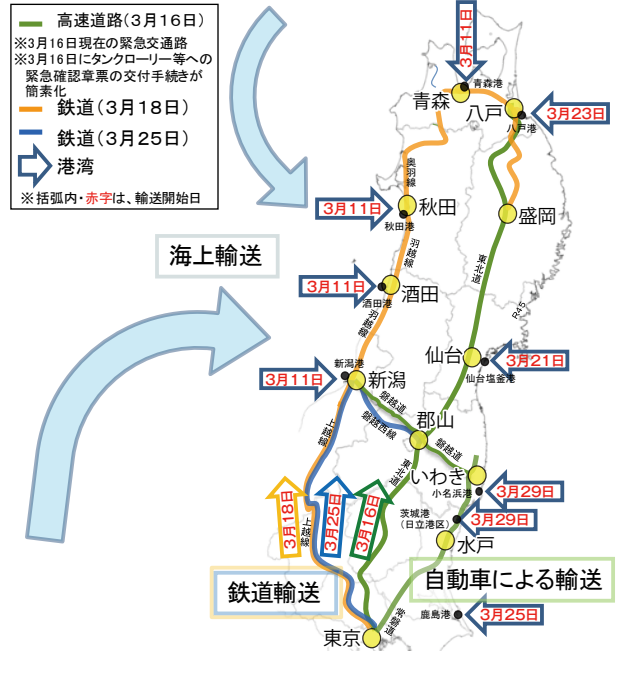 高速道路(3月16日)
※3月16日現在の緊急交通路
※3月16日にタンクローリー等への
緊急確認章票の交付手続きが
簡素化
鉄道(3月18日)
鉄道(3月25日)
港湾
※括弧内・赤字は、輸送開始日
3月11日
青森港
青森
八戸
3月23日
八戸港
奥羽線
3月11日
秋田
秋田港
盛岡
羽越線
海上輸送
東北道
3月11日
酒田
酒田港
羽越線
R45
仙台
3月21日
仙台塩釜港
新潟港
3月11日
新潟
磐越道
磐越西線
郡山
上越線
磐越道
東北道
いわき
小名浜港
3月29日
3月18日
3月25日
3月16日
茨城港
(日立港区)
3月29日
上越線
水戸
鉄道輸送
自動車による輸送
鹿島港
3月25日
常磐道
東京